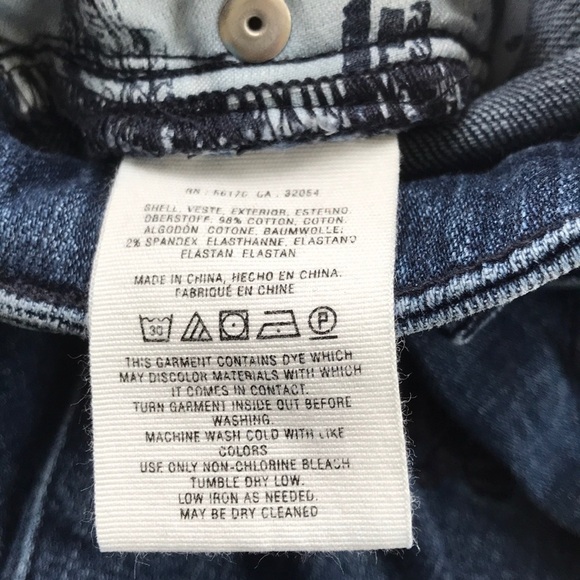 RN : 56170 CA : 32054
SHELL, VESTE, EXTERIOR, ESTERNO,
OBERSTOFF: 98% COTTON, COTON,
ALGODÓN, COTONE, BAUMWOLLE;
2% SPANDEX, ELASTHANNE, ELASTANO
ELASTAN, ELASTAN.
MADE IN CHINA, HECHO EN CHINA.
FABRIQUÉ EN CHINE
30 P
THIS GARMENT CONTAINS DYE WHICH
MAY DISCOLOR MATERIALS WITH WHICH
IT COMES IN CONTACT.
TURN GARMENT INSIDE OUT BEFORE
WASHING.
MACHINE WASH COLD WITH LIKE
COLORS
USE ONLY NON-CHLORINE BLEACH
TUMBLE DRY LOW.
LOW IRON AS NEEDED.
MAY BE DRY CLEANED